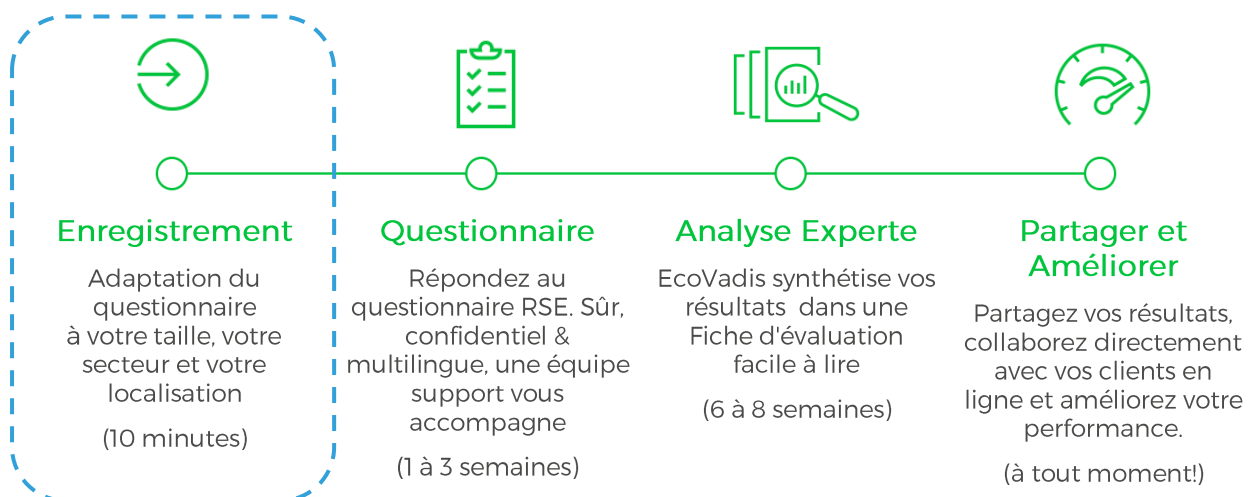 Enregistrement
Adaptation du
questionnaire
à votre taille, votre
secteur et votre
localisation
(10 minutes)
Questionnaire
Répondez au
questionnaire RSE. Sûr,
confidentiel &
multilingue, une équipe
support vous
accompagne
(1 à 3 semaines)
Analyse Experte
EcoVadis synthétise vos
résultats  dans une
Fiche d'évaluation
facile à lire
(6 à 8 semaines)
Partager et
Améliorer
Partagez vos résultats,
collaborez directement
avec vos clients en
ligne et améliorez votre
performance.
(à tout moment!)